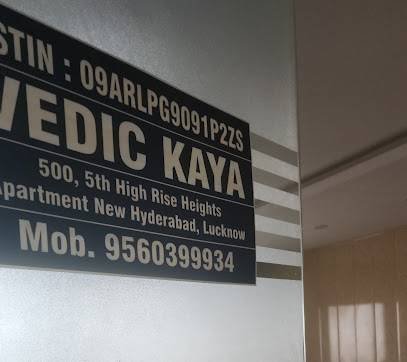 STIN : 09ARLPG9091P2ZS
VEDIC KAYA
500, 5th High Rise Heights
Apartment New Hyderabad, Lucknow
Mob. 9560399934